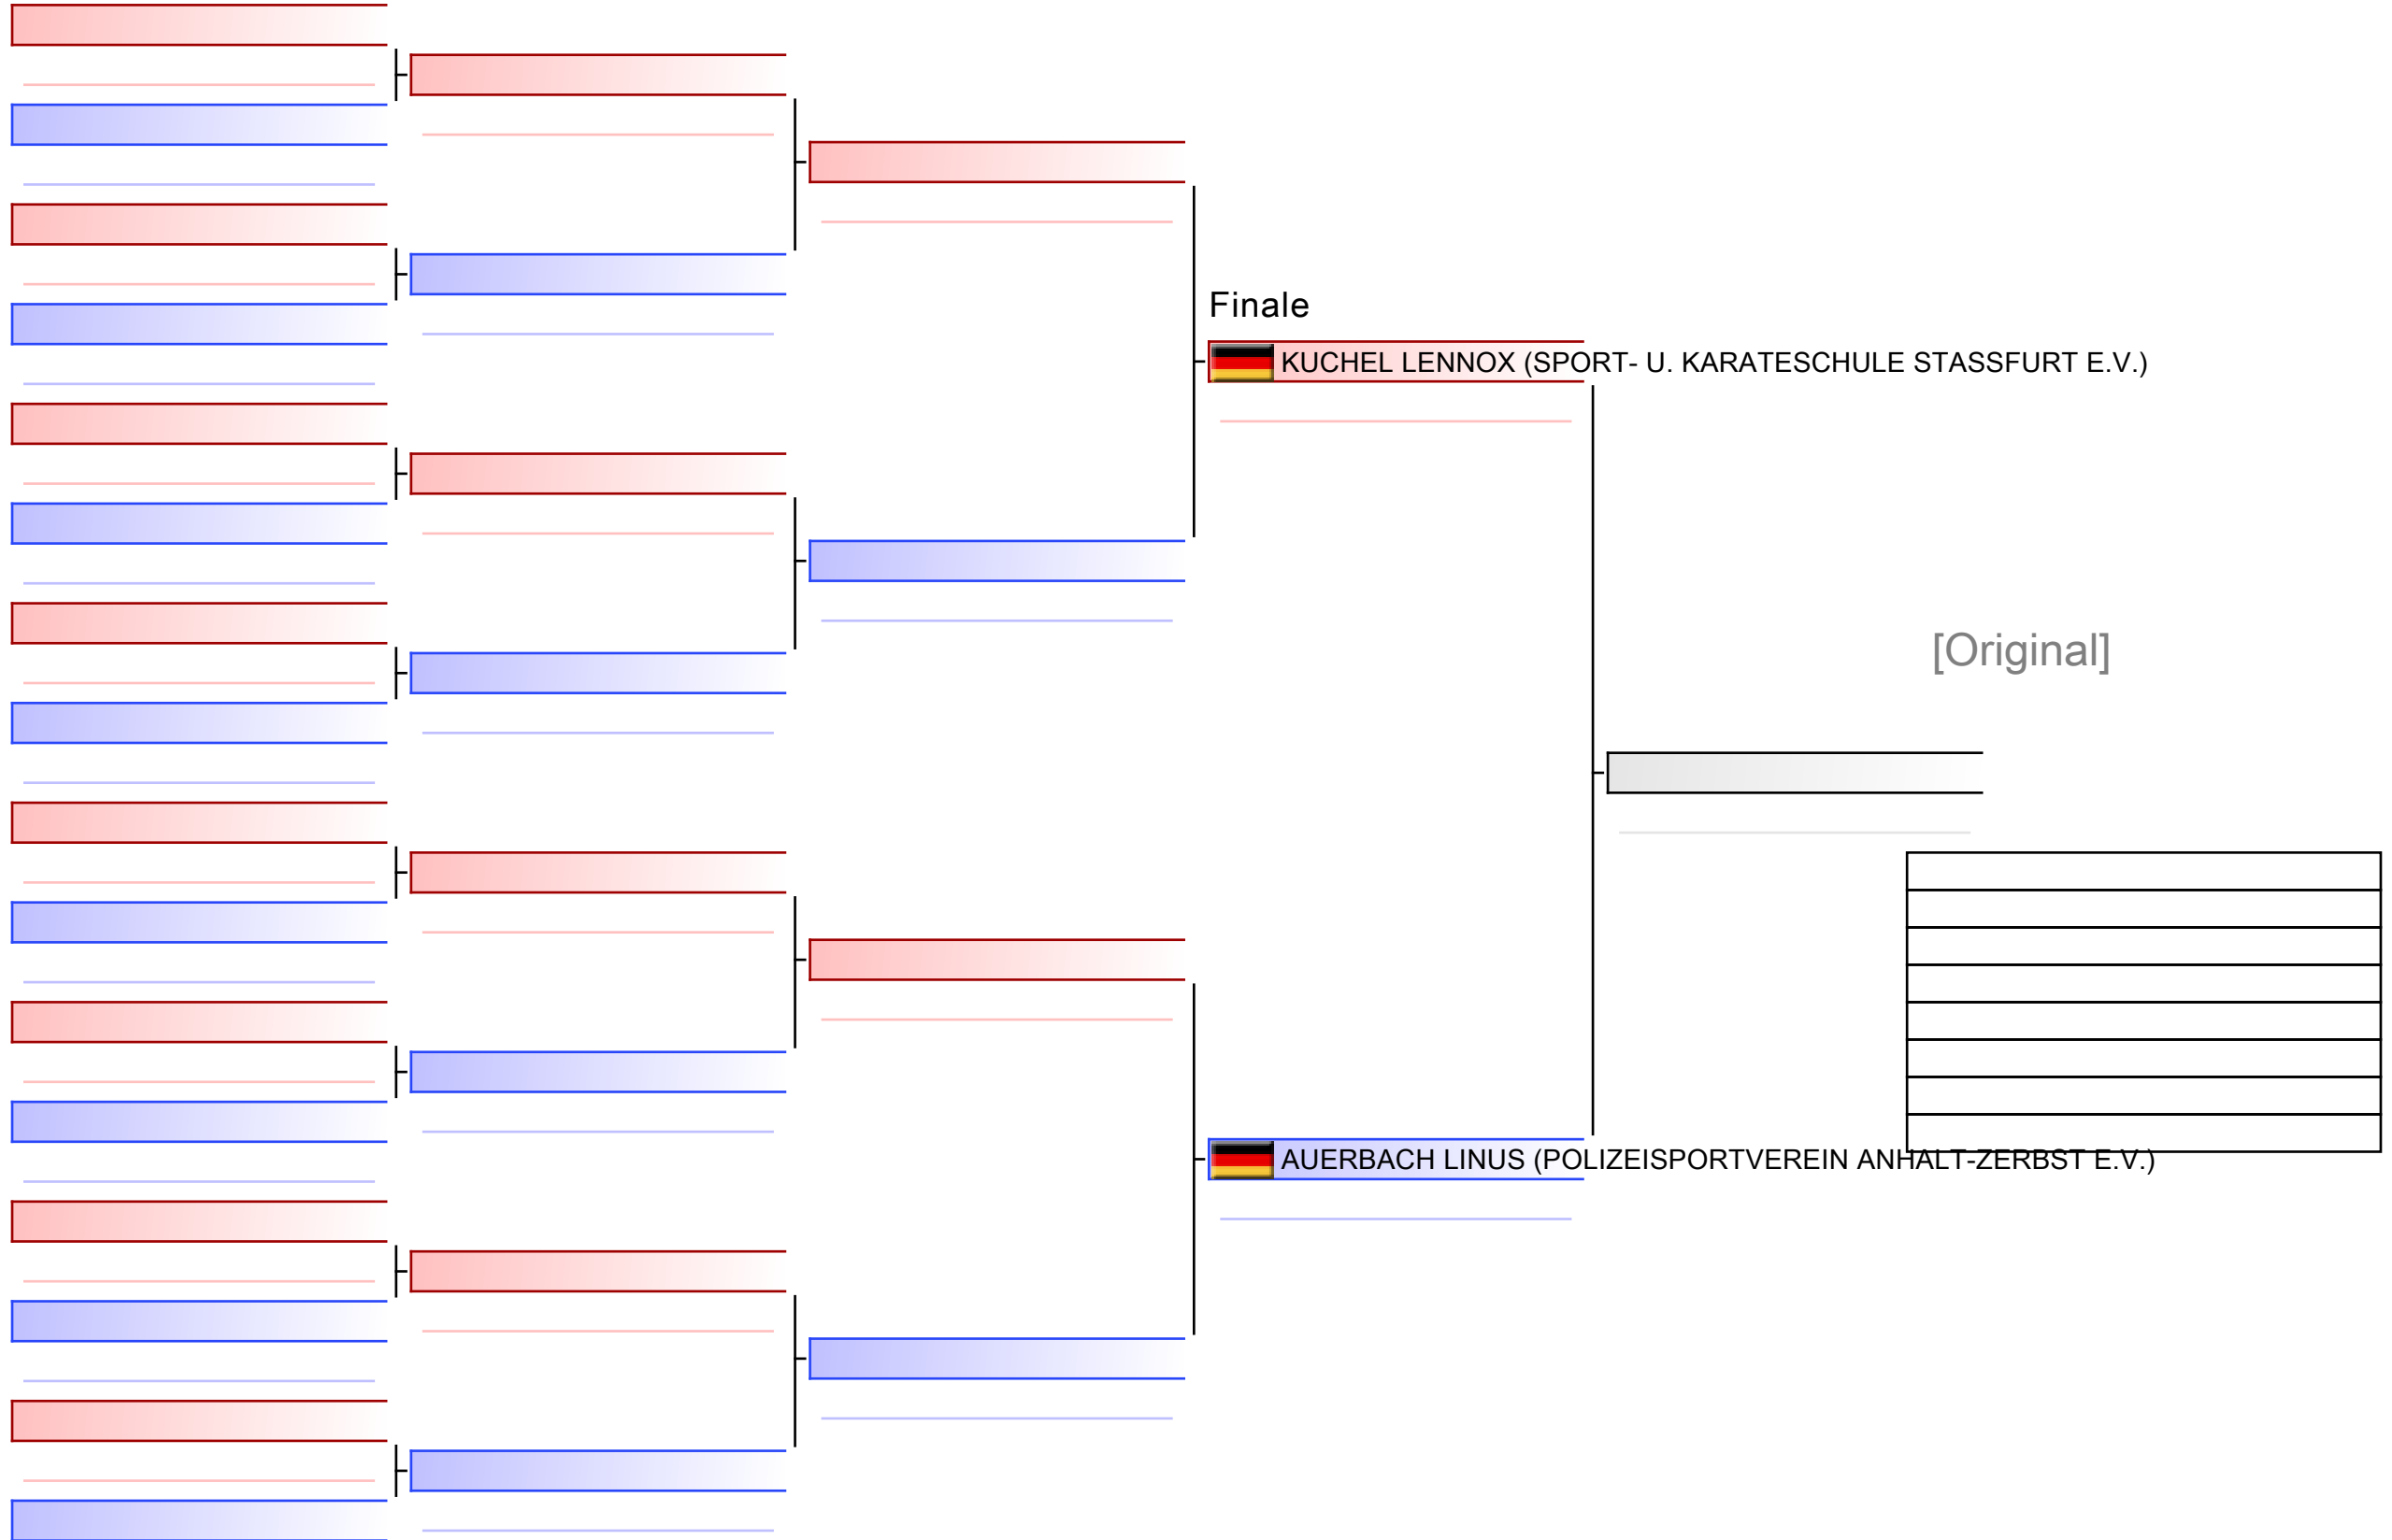 Finale
KUCHEL LENNOX (SPORT- U. KARATESCHULE STASSFURT E.V.)
[Original]
AUERBACH LINUS (POLIZEISPORTVEREIN ANHALT-ZERBST E.V.)